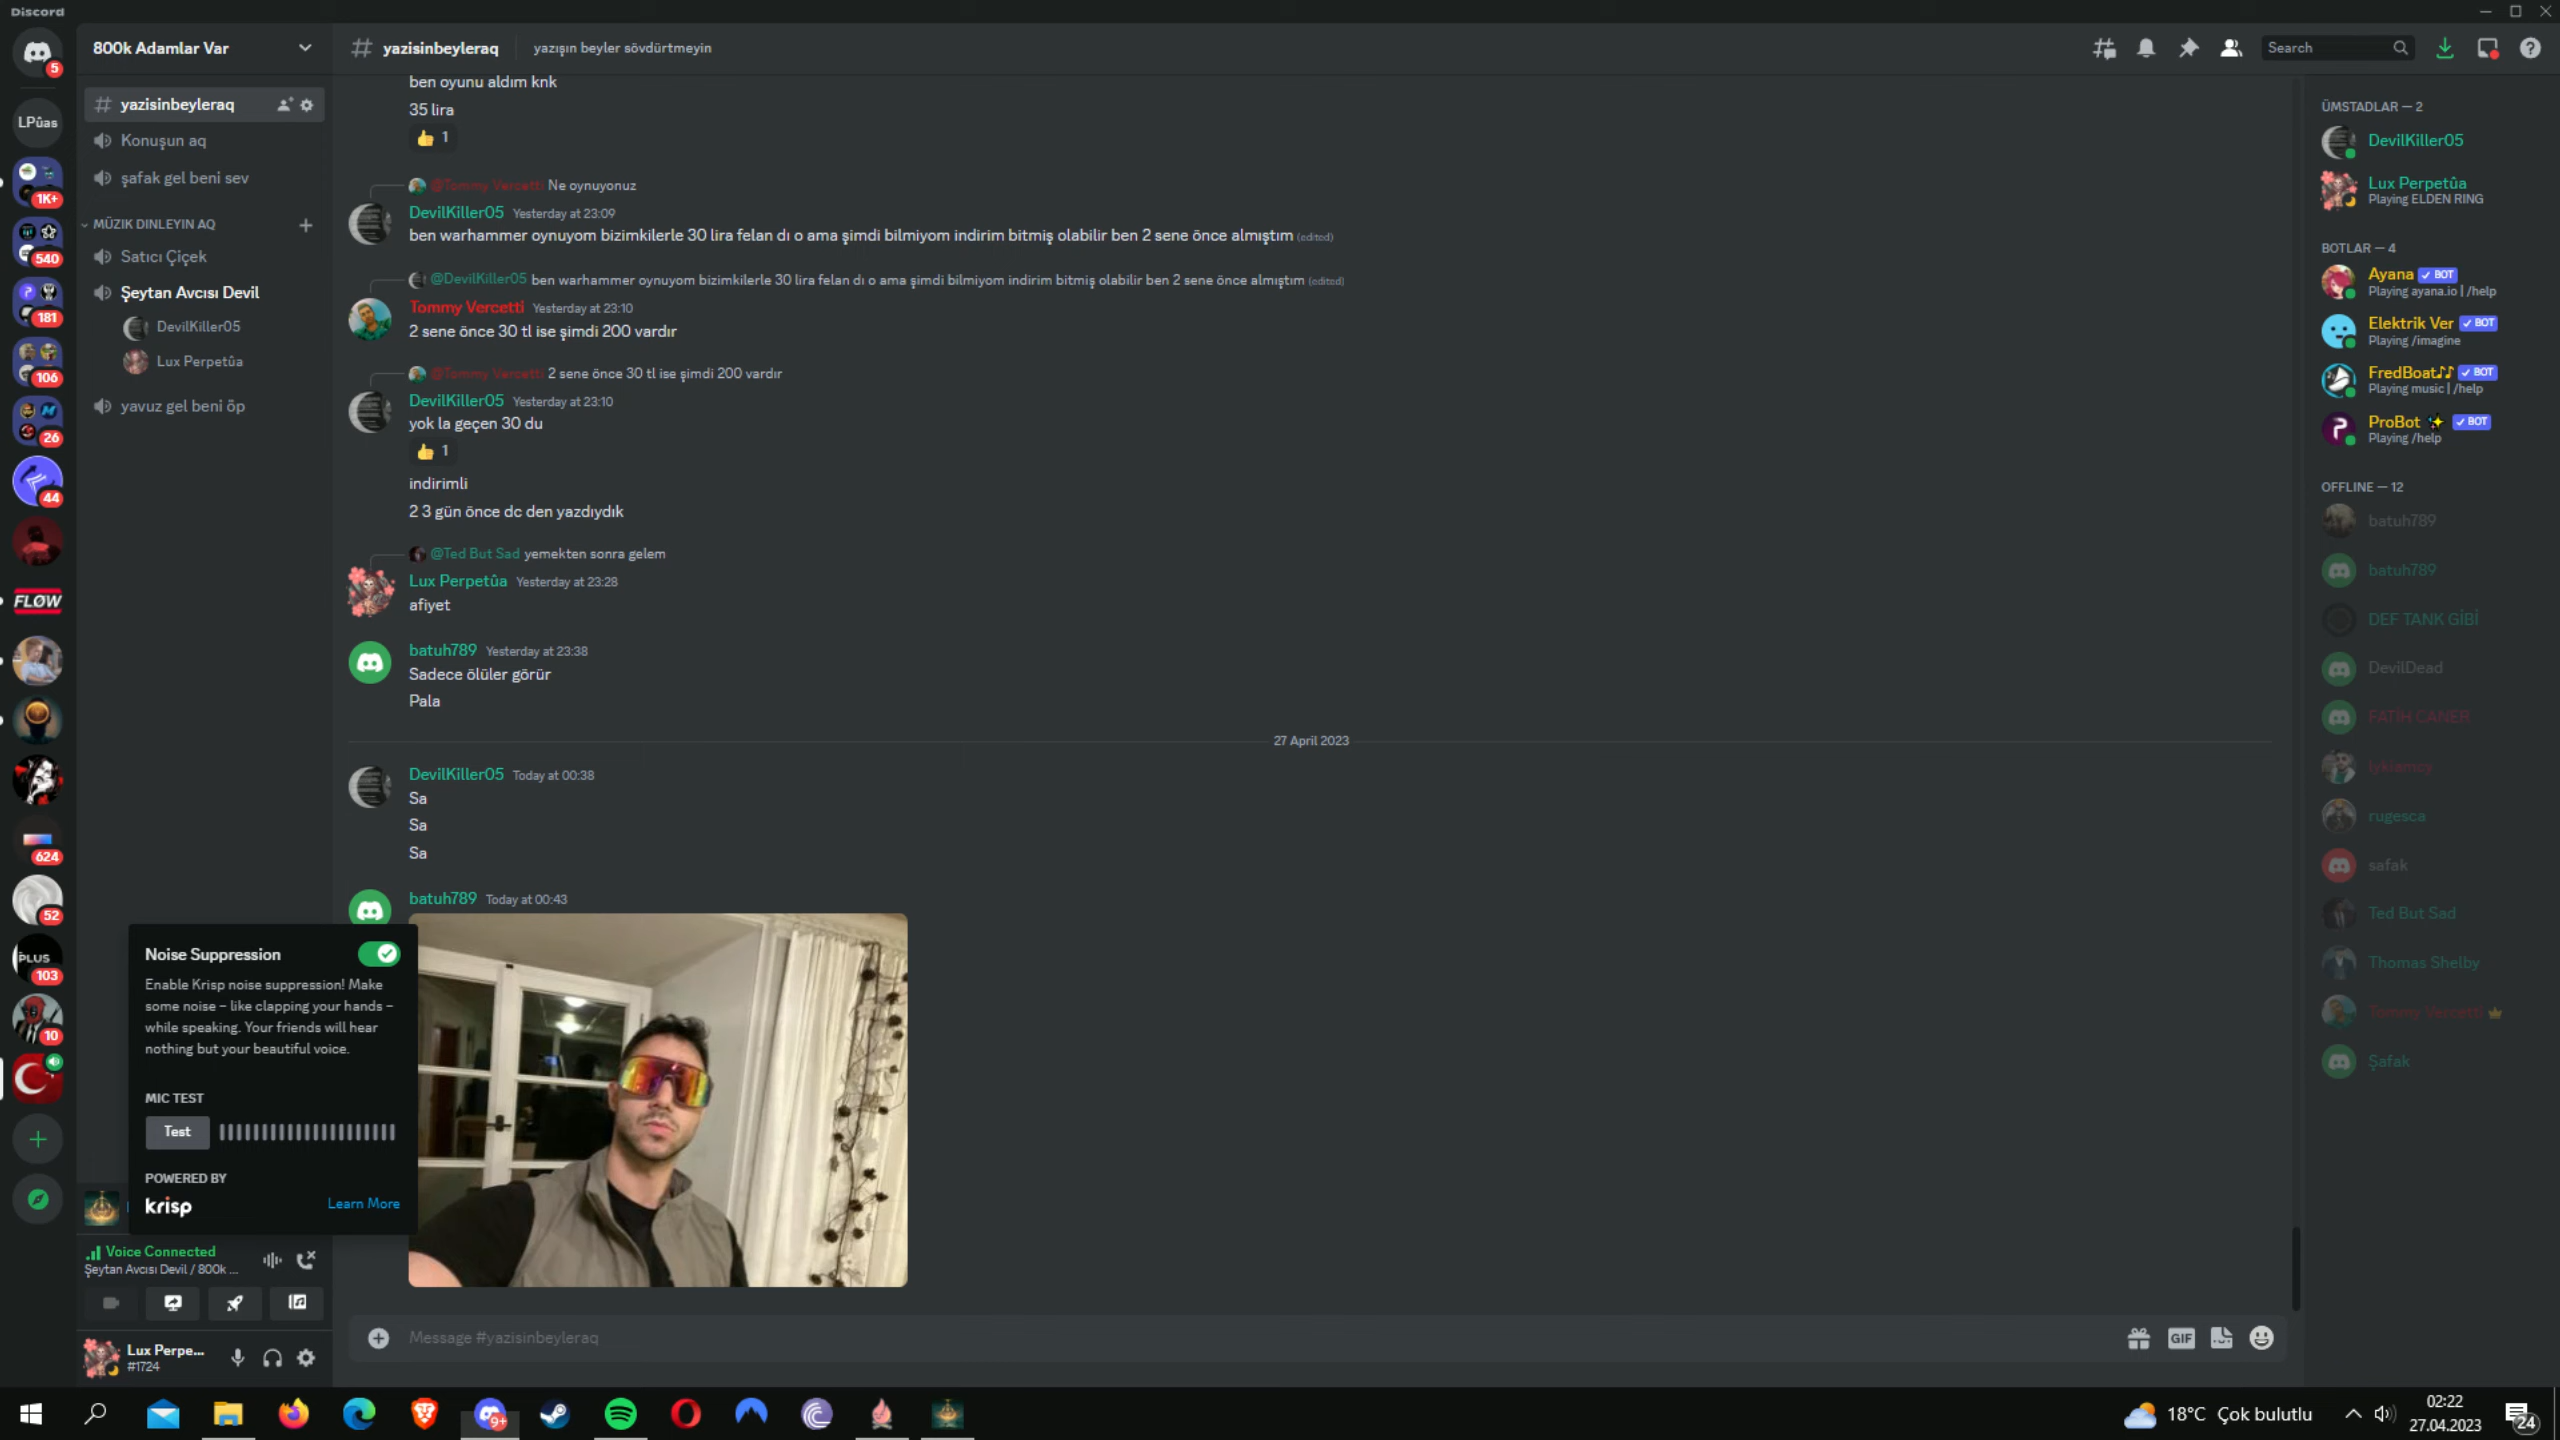 Discord
5
LPûas
1K+
540
181
106
26
44
FLØW
624
52
PLUS
103
10
800k Adamlar Var
yazisinbeyleraq
Konuşun aq
şafak gel beni sev
MÜZIK DINLEYIN AQ
Satıcı Çiçek
Şeytan Avcısı Devil
DevilKiller05
Lux Perpetûa
yavuz gel beni öp
Noise Suppression
Enable Krisp noise suppression! Make
some noise – like clapping your hands –
while speaking. Your friends will hear
nothing but your beautiful voice.
MIC TEST
Test
POWERED BY
krisp
Learn More
Voice Connected
Şeytan Avcısı Devil / 800k ...
Lux Perpe...
#1724
yazisinbeyleraq
yazışın beyler sövdürtmeyin
Search
ben oyunu aldım knk
35 lira
👍 1
@Tommy Vercetti Ne oynuyonuz
DevilKiller05 Yesterday at 23:09
ben warhammer oynuyom bizimkilerle 30 lira felan dı o ama şimdi bilmiyom indirim bitmiş olabilir ben 2 sene önce almıştım (edited)
@DevilKiller05 ben warhammer oynuyom bizimkilerle 30 lira felan dı o ama şimdi bilmiyom indirim bitmiş olabilir ben 2 sene önce almıştım (edited)
Tommy Vercetti Yesterday at 23:10
2 sene önce 30 tl ise şimdi 200 vardır
@Tommy Vercetti 2 sene önce 30 tl ise şimdi 200 vardır
DevilKiller05 Yesterday at 23:10
yok la geçen 30 du
👍 1
indirimli
2 3 gün önce dc den yazdıydık
@Ted But Sad yemekten sonra gelem
Lux Perpetûa Yesterday at 23:28
afiyet
batuh789 Yesterday at 23:38
Sadece ölüler görür
Pala
27 April 2023
DevilKiller05 Today at 00:38
Sa
Sa
Sa
batuh789 Today at 00:43
Message #yazisinbeyleraq
GIF
ÜMSTADLAR — 2
DevilKiller05
Lux Perpetûa
Playing ELDEN RING
BOTLAR — 4
Ayana ✓ BOT
Playing ayana.io | /help
Elektrik Ver ✓ BOT
Playing /imagine
FredBoat♪♪ ✓ BOT
Playing music | /help
ProBot ✨ ✓ BOT
Playing /help
OFFLINE — 12
batuh789
batuh789
DEF TANK GİBİ
DevilDead
FATIH CANER
lykiamcy
rugesca
safak
Ted But Sad
Thomas Shelby
Tommy Vercetti
Şafak
9+
18°C Çok bulutlu
02:22
27.04.2023
24